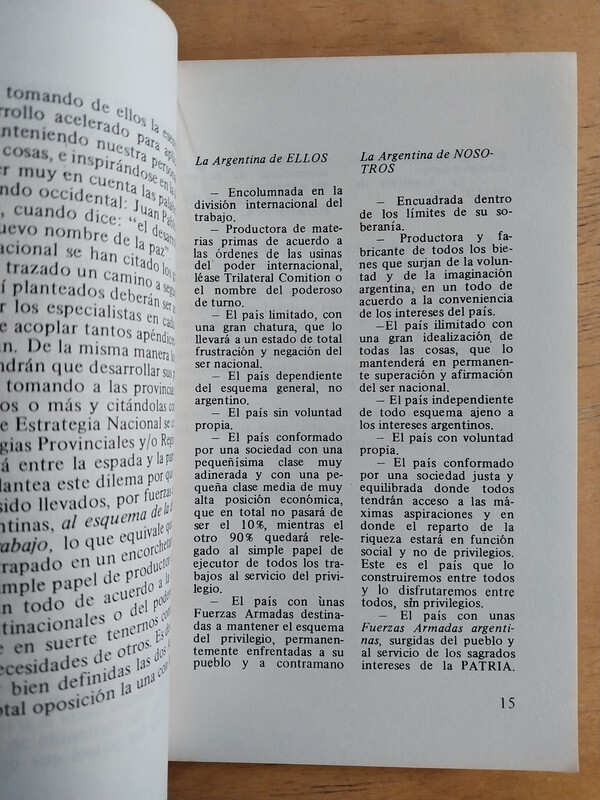 tomando de ellos la
rrollo acelerado para
nteniendo nuestra
cosas, e inspirándose en
r muy en cuenta las
ndo occidental: Juan
, cuando dice: "el
uevo nombre de la paz"
acional se han citado los
trazado un camino a
í planteados deberán ser
r los especialistas en cada
e acoplar tantos
n. De la misma manera
ndrán que desarrollar
tomando a las
os o más y citándolas
e Estrategia Nacional se
gias Provinciales y/o
á entre la espada y la
lantea este dilema por
sido llevados, por fuerzas
ntinas, al esquema de la
rabajo, lo que equivale
rapado en un
mple papel de
n todo de acuerdo a la
tinacionales o del
e en suerte tenernos
necesidades de otros. Es
bien definidas las dos
otal oposición la una con
La Argentina de ELLOS
— Encolumnada en la
división internacional del
trabajo.
— Productora de mate-
rias primas de acuerdo a
las órdenes de las usinas
del poder internacional,
léase Trilateral Comition o
el nombre del poderoso
de turno.
— El país limitado, con
una gran chatura, que lo
llevará a un estado de total
frustración y negación del
ser nacional.
— El país dependiente
del esquema general, no
argentino.
— El país sin voluntad
propia.
— El país conformado
por una sociedad con una
pequeñísima clase muy
adinerada y con una pe-
queña clase media de muy
alta posición económica,
que en total no pasará de
ser el 10%, mientras el
otro 90% quedará rele-
gado al simple papel de
ejecutor de todos los tra-
bajos al servicio del privi-
legio.
— El país con unas
Fuerzas Armadas destina-
das a mantener el esquema
del privilegio, permanen-
temente enfrentadas a su
pueblo y a contramano
La Argentina de NOSO-
TROS
— Encuadrada dentro
de los límites de su so-
beranía.
— Productora y fa-
bricante de todos los bie-
nes que surjan de la volun-
tad y de la imaginación
argentina, en un todo de
acuerdo a la conveniencia
de los intereses del país.
—El país ilimitado con
una gran idealización de
todas las cosas, que lo
mantendrá en permanen-
te superación y afirmación
del ser nacional.
— El país independiente
de todo esquema ajeno a
los intereses argentinos.
— El país con voluntad
propia.
— El país conformado
por una sociedad justa y
equilibrada donde todos
tendrán acceso a las má-
ximas aspiraciones y en
donde el reparto de la
riqueza estará en función
social y no de privilegios.
Este es el país que lo
construiremos entre todos
y lo disfrutaremos entre
todos, sin privilegios.
— El país con unas
Fuerzas Armadas argenti-
nas, surgidas del pueblo y
al servicio de los sagrados
intereses de la PATRIA.
15